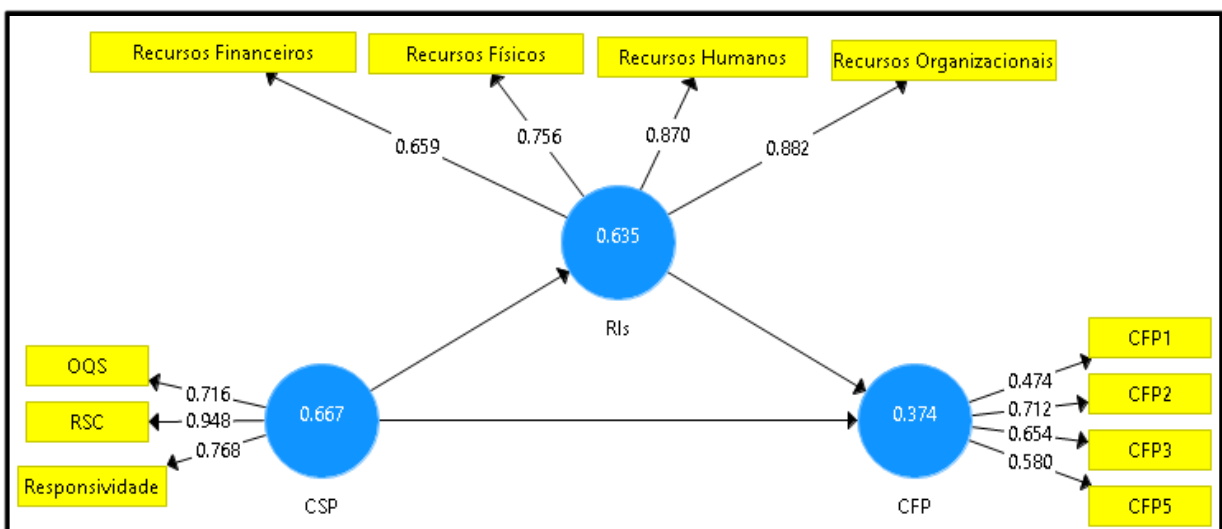 Recursos Financeiros
Recursos Físicos
Recursos Humanos
Recursos Organizacionais
0.659
0.756
0.870
0.882
0.635
RIs
OQS
RSC
Responsividade
0.716
0.948
0.768
0.667
CSP
0.374
CFP
0.474
0.712
0.654
0.580
CFP1
CFP2
CFP3
CFP5